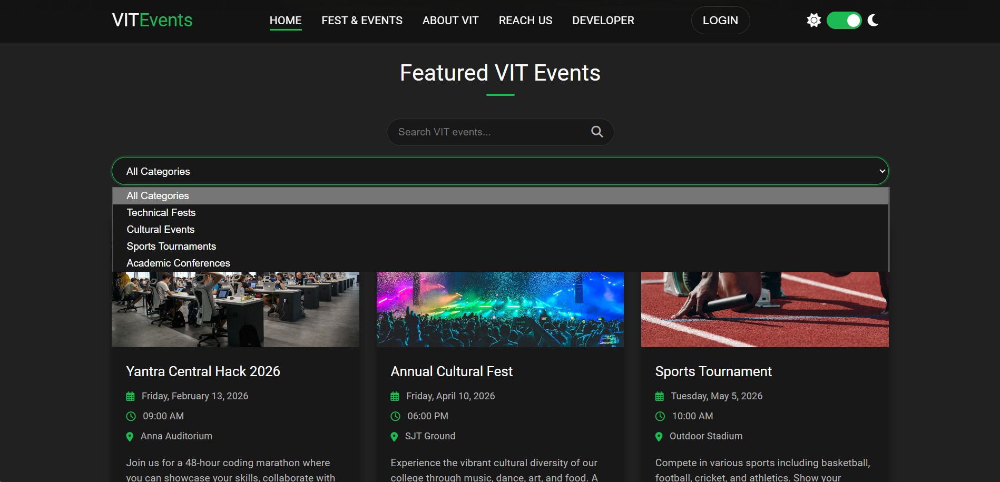 VITEvents
HOME
FEST & EVENTS
ABOUT VIT
REACH US
DEVELOPER
LOGIN
Featured VIT Events
Search VIT events...
All Categories
All Categories
Technical Fests
Cultural Events
Sports Tournaments
Academic Conferences
Yantra Central Hack 2026
Friday, February 13, 2026
09:00 AM
Anna Auditorium
Join us for a 48-hour coding marathon where
you can showcase your skills, collaborate with
Annual Cultural Fest
Friday, April 10, 2026
06:00 PM
SJT Ground
Experience the vibrant cultural diversity of our
college through music, dance, art, and food. A
Sports Tournament
Tuesday, May 5, 2026
10:00 AM
Outdoor Stadium
Compete in various sports including basketball,
football, cricket, and athletics. Show your